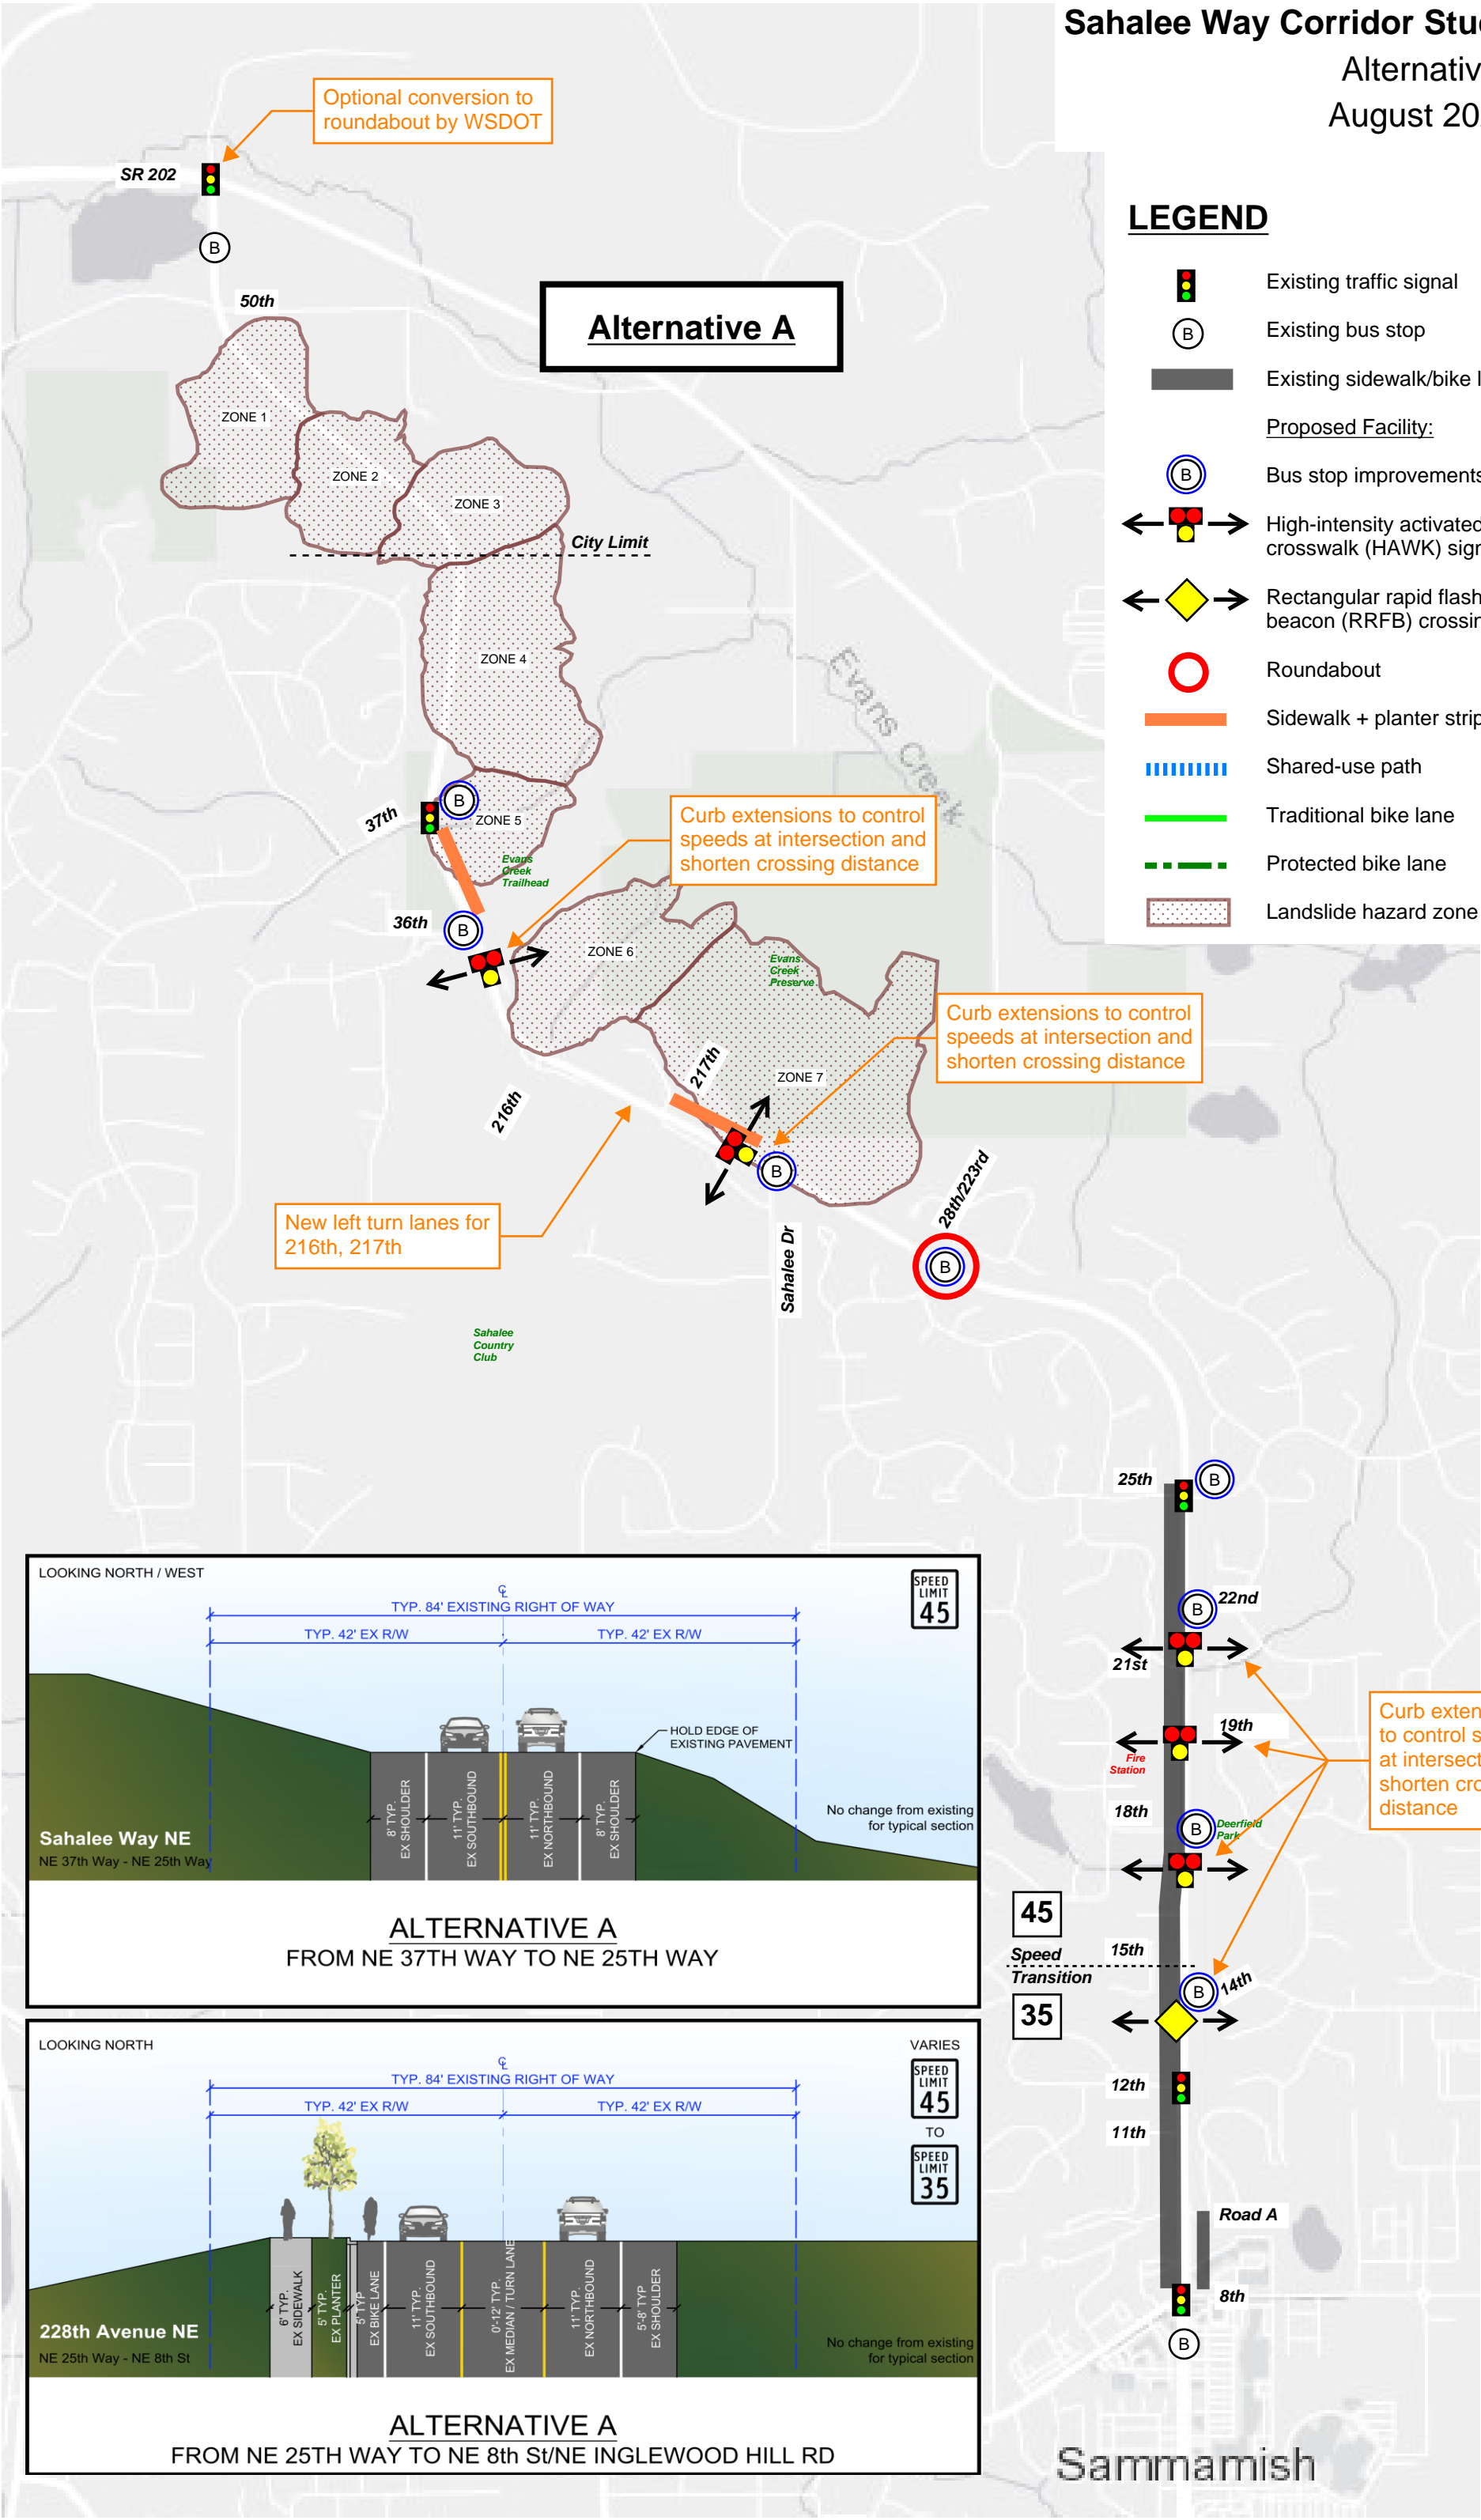 Sahalee Way Corridor Stu
Alternativ
August 20
Optional conversion to
roundabout by WSDOT
SR 202
B
50th
Alternative A
LEGEND
Existing traffic signal
B
Existing bus stop
Existing sidewalk/bike l
Proposed Facility:
B
Bus stop improvements
High-intensity activated
crosswalk (HAWK) sign
Rectangular rapid flash
beacon (RRFB) crossin
Roundabout
Sidewalk + planter strip
Shared-use path
Traditional bike lane
Protected bike lane
Landslide hazard zone
ZONE 1
ZONE 2
ZONE 3
City Limit
ZONE 4
Evans Creek
37th
B
ZONE 5
Evans
Creek
Trailhead
Curb extensions to control
speeds at intersection and
shorten crossing distance
36th
B
ZONE 6
Evans
Creek
Preserve
Curb extensions to control
speeds at intersection and
shorten crossing distance
217th
ZONE 7
216th
B
28th/223rd
New left turn lanes for
216th, 217th
Sahalee Dr
B
Sahalee
Country
Club
25th
B
B
22nd
21st
19th
Fire
Station
Curb exten
to control s
at intersect
shorten cro
distance
18th
B
Deerfield
Park
45
Speed
Transition
35
15th
B
14th
12th
11th
Road A
8th
B
Sammamish
LOOKING NORTH / WEST
SPEED
LIMIT
45
CL
TYP. 84' EXISTING RIGHT OF WAY
TYP. 42' EX R/W
TYP. 42' EX R/W
HOLD EDGE OF
EXISTING PAVEMENT
8' TYP.
EX SHOULDER
11' TYP.
EX SOUTHBOUND
11' TYP.
EX NORTHBOUND
8' TYP.
EX SHOULDER
No change from existing
for typical section
Sahalee Way NE
NE 37th Way - NE 25th Way
ALTERNATIVE A
FROM NE 37TH WAY TO NE 25TH WAY
LOOKING NORTH
VARIES
SPEED
LIMIT
45
TO
SPEED
LIMIT
35
CL
TYP. 84' EXISTING RIGHT OF WAY
TYP. 42' EX R/W
TYP. 42' EX R/W
6' TYP.
EX SIDEWALK
5' TYP.
EX PLANTER
5' TYP
EX BIKE LANE
11' TYP.
EX SOUTHBOUND
0'-12' TYP.
EX MEDIAN / TURN LANE
11' TYP.
EX NORTHBOUND
5'-8' TYP
EX SHOULDER
No change from existing
for typical section
228th Avenue NE
NE 25th Way - NE 8th St
ALTERNATIVE A
FROM NE 25TH WAY TO NE 8th St/NE INGLEWOOD HILL RD